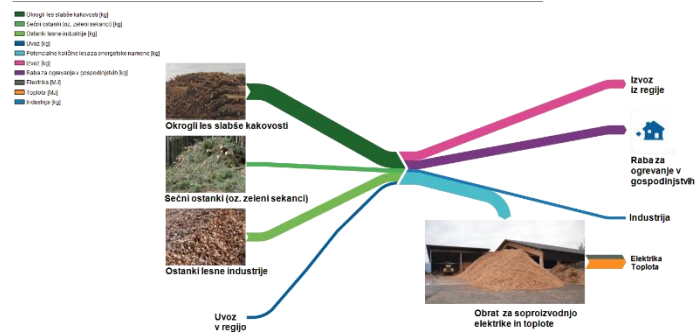 Okrogli les slabše kakovosti [kg]
Sečni ostanki (oz. zeleni sekanci) [kg]
Ostanki lesne industrije [kg]
Uvoz [kg]
Potencialne količine lesa za energetske namene [kg]
Izvoz [kg]
Raba za ogrevanje v gospodinjstvih [kg]
Elektrika [MJ]
Toplota [MJ]
Industrija [kg]
Izvoz
iz regije
Okrogli les slabše kakovosti
Raba za
ogrevanje v
gospodinjstvih
Sečni ostanki (oz. zeleni sekanci)
Industrija
Ostanki lesne industrije
Elektrika
Toplota
Uvoz
v regijo
Obrat za soproizvodnjo
elektrike in toplote